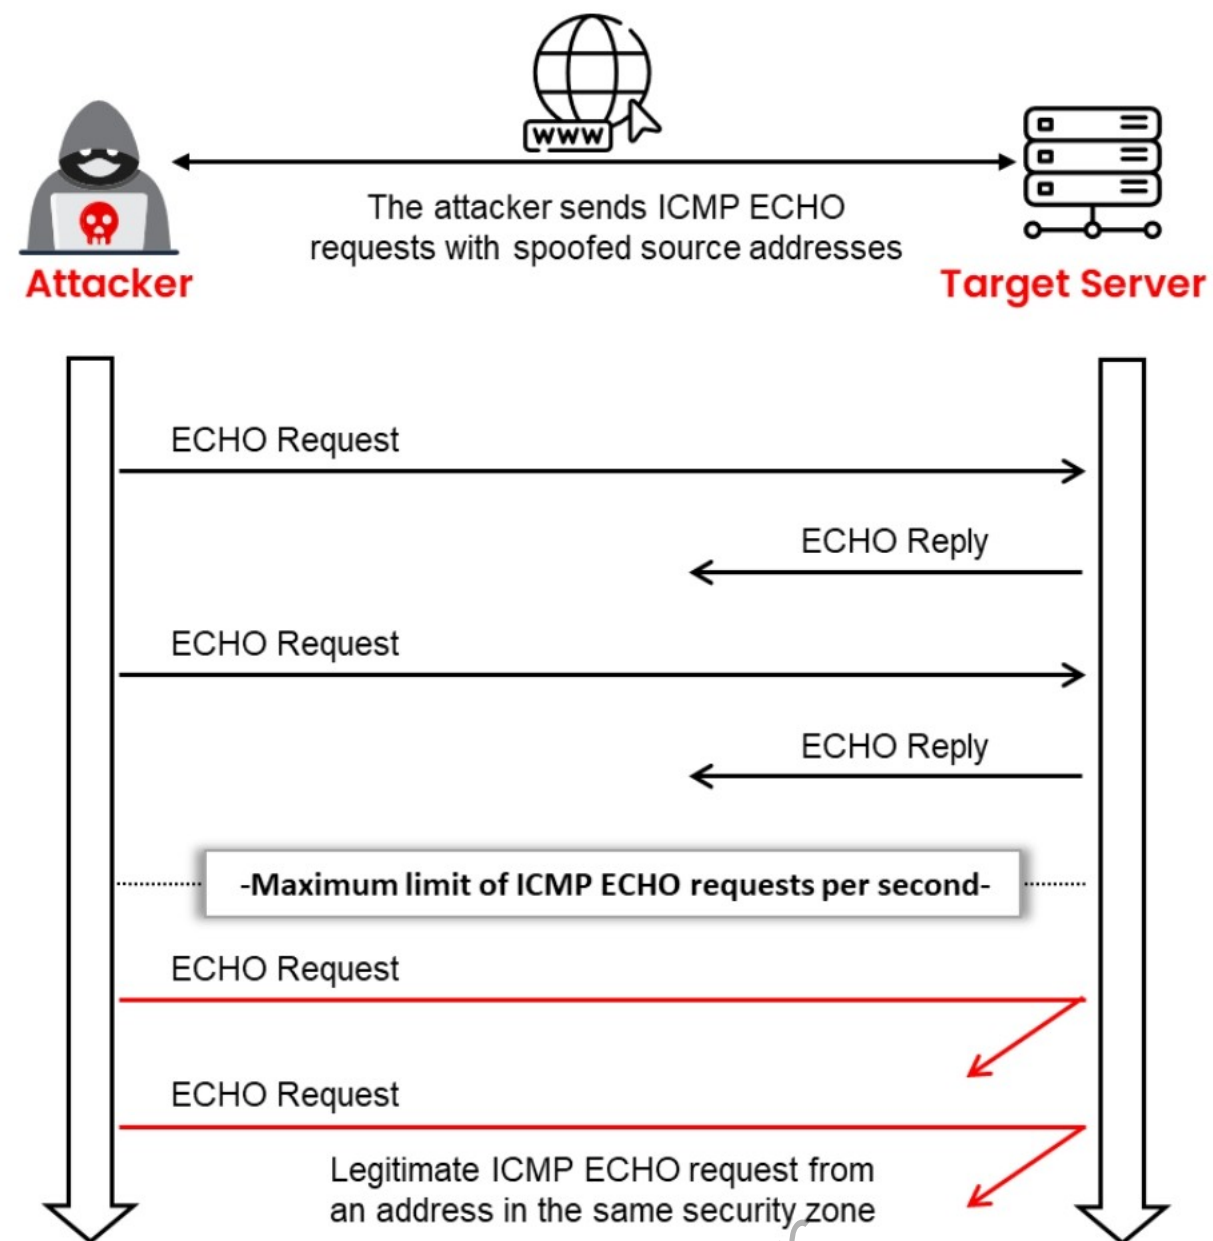 WWW
The attacker sends ICMP ECHO
requests with spoofed source addresses
Attacker
Target Server
ECHO Request
ECHO Reply
ECHO Request
ECHO Reply
-Maximum limit of ICMP ECHO requests per second-
ECHO Request
ECHO Request
Legitimate ICMP ECHO request from
an address in the same security zone